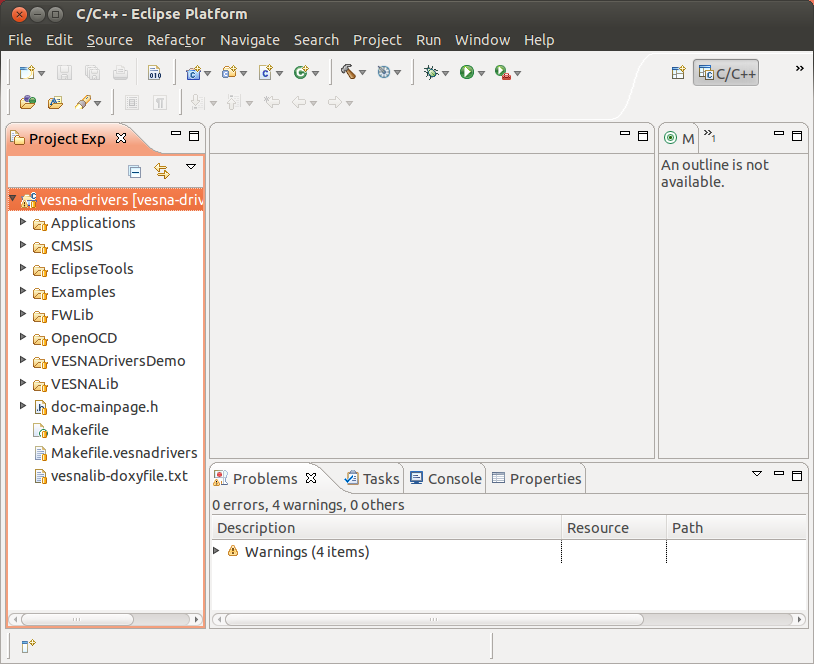 C/C++ - Eclipse Platform
File Edit Source Refactor Navigate Search Project Run Window Help
010
C/C++
»
Project Exp
M »1
An outline is not
available.
vesna-drivers [vesna-driv
Applications
CMSIS
EclipseTools
Examples
FWLib
OpenOCD
VESNADriversDemo
VESNALib
doc-mainpage.h
Makefile
Makefile.vesnadrivers
vesnalib-doxyfile.txt
Problems Tasks Console Properties
0 errors, 4 warnings, 0 others
Description Resource Path
Warnings (4 items)